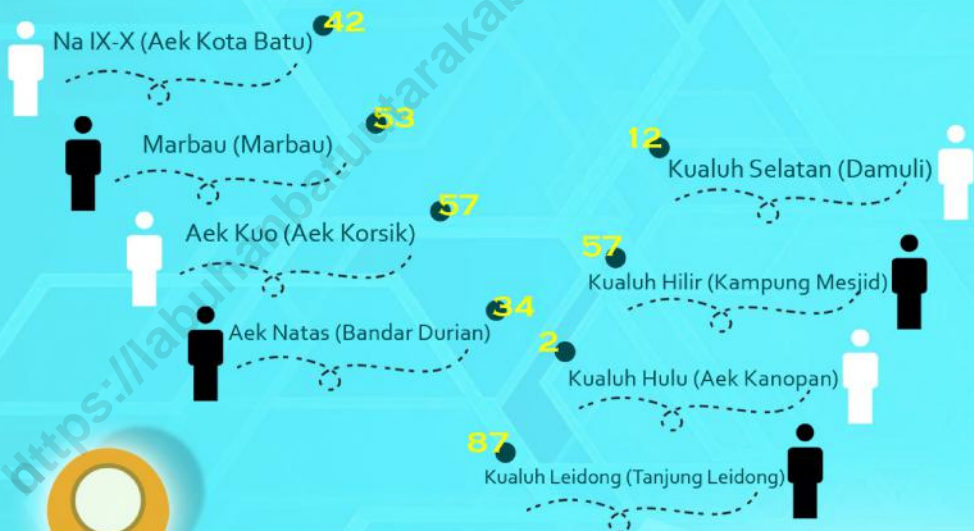 42
Na IX-X (Aek Kota Batu)
53
Marbau (Marbau)
57
Aek Kuo (Aek Korsik)
34
Aek Natas (Bandar Durian)
12
Kualuh Selatan (Damuli)
57
Kualuh Hilir (Kampung Mesjid)
2
Kualuh Hulu (Aek Kanopan)
87
Kualuh Leidong (Tanjung Leidong)